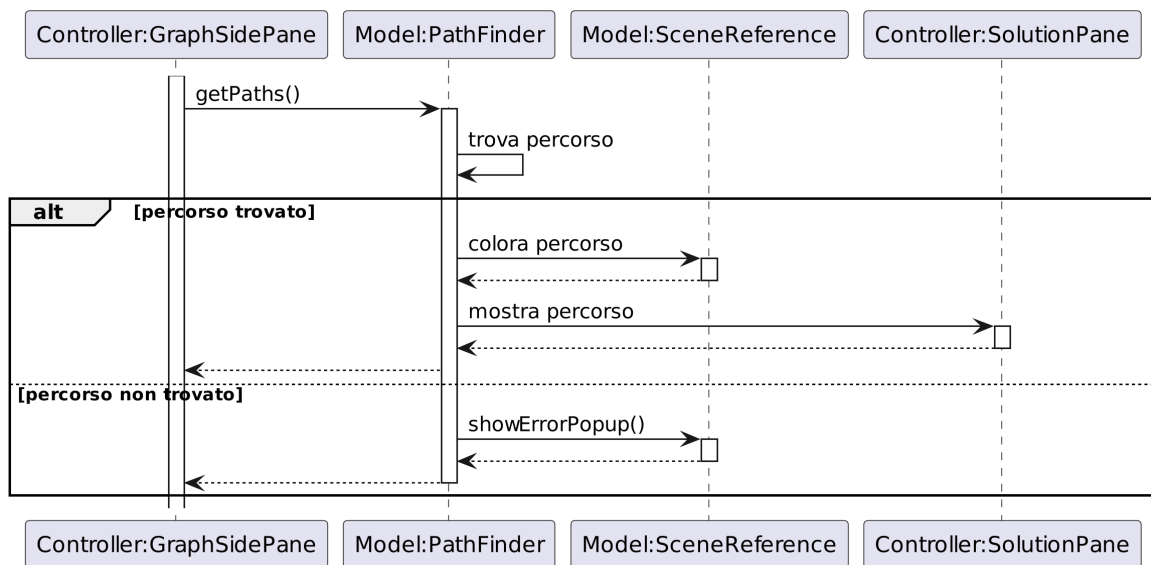 Controller:GraphSidePane Model:PathFinder Model:SceneReference Controller:SolutionPane
getPaths()
trova percorso
alt [percorso trovato]
colora percorso
mostra percorso
[percorso non trovato]
showErrorPopup()
Controller:GraphSidePane Model:PathFinder Model:SceneReference Controller:SolutionPane